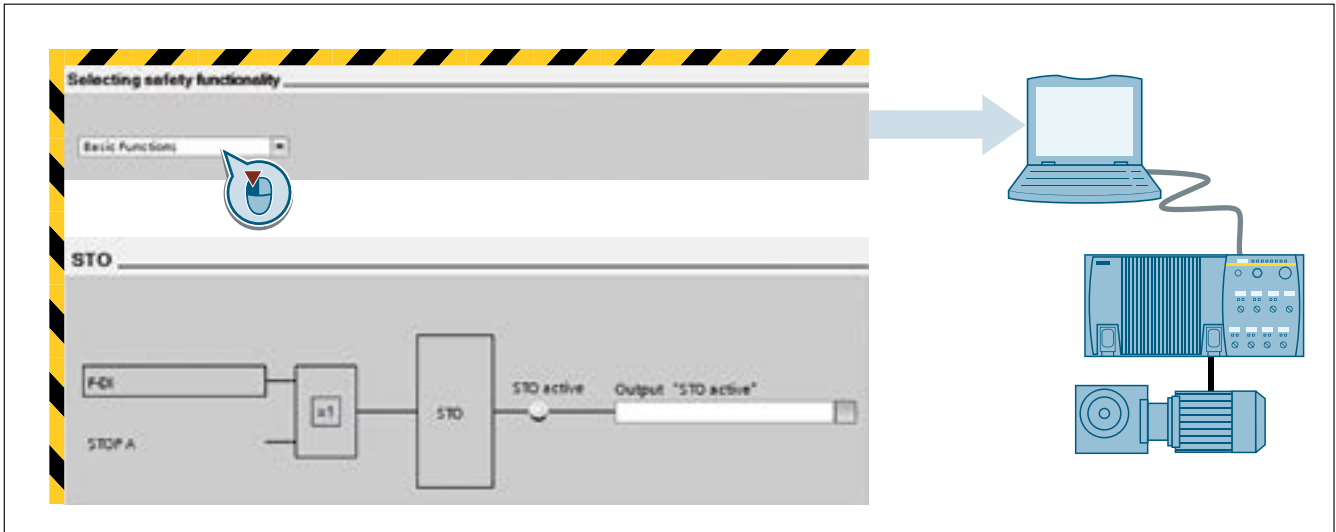 Selecting safety functionality
Basic Functions
STO
F-DI
STOP A
≥1
STO
STO active
Output "STO active"